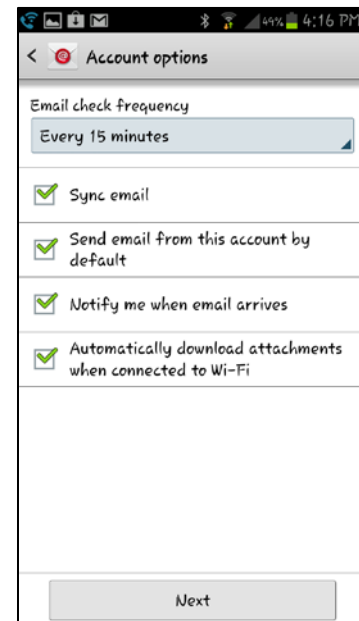 49% 4:16 PM
< Account options
Email check frequency
Every 15 minutes
Sync email
Send email from this account by
default
Notify me when email arrives
Automatically download attachments
when connected to Wi-Fi
Next